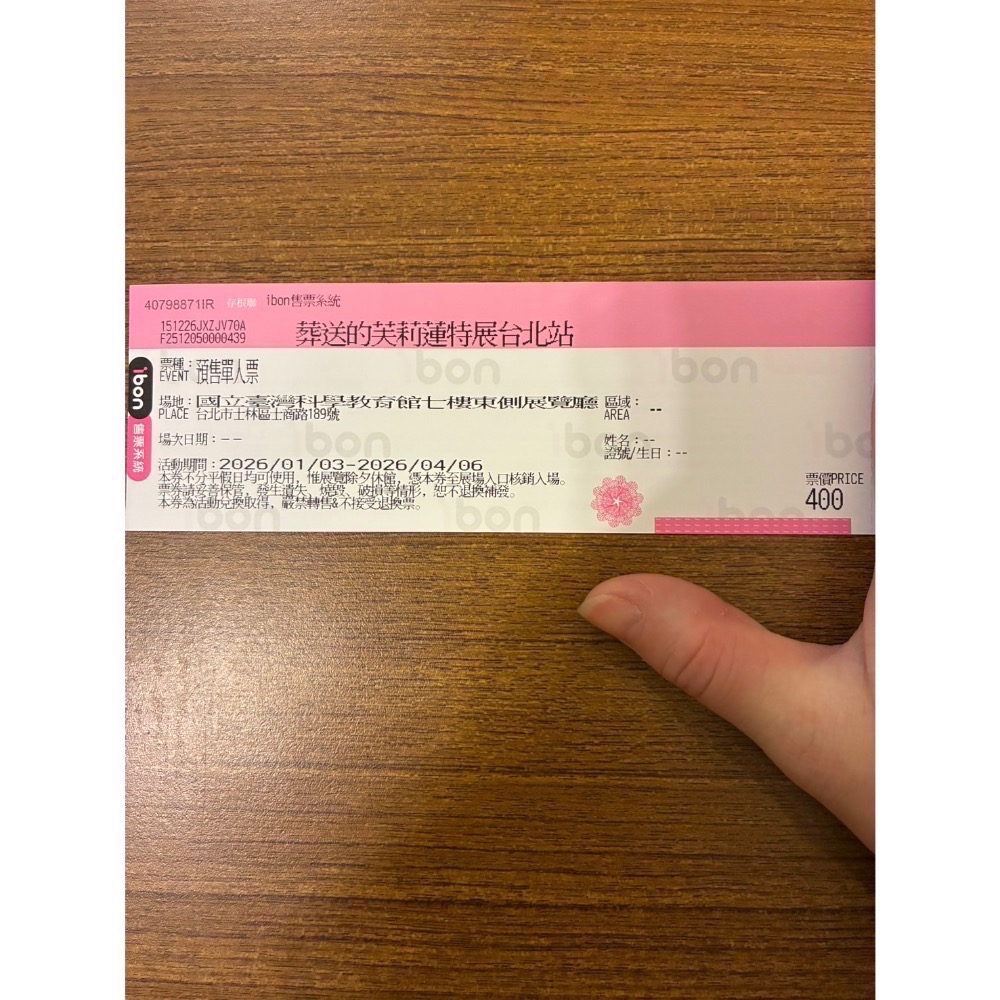 40798871IR 存根聯 ibon售票系統
151226JXZJV70A
F2512050000439
葬送的芙莉蓮特展台北站
ibon 售票系統
票種：預售單人票
EVENT
場地：國立臺灣科學教育館七樓東側展覽廳 區域：--
PLACE 台北市士林區士商路189號 AREA
場次日期：-- 姓名：--
證號/生日：--
活動期間：2026/01/03-2026/04/06
本券不分平假日均可使用，惟展覽除夕休館，憑本券至展場入口核銷入場。
票券請妥善保管，發生遺失、燒毀、破損等情形，恕不退換補發。
本券為活動兌換取得，嚴禁轉售&不接受退換票。
票價PRICE
400